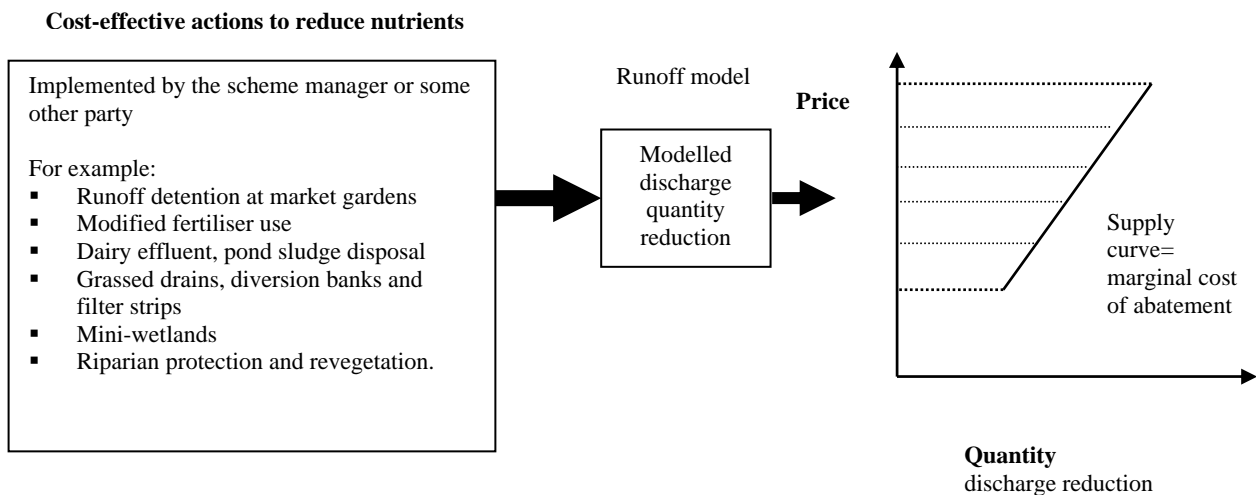 Cost-effective actions to reduce nutrients
Implemented by the scheme manager or some
other party
For example:
▪ Runoff detention at market gardens
▪ Modified fertiliser use
▪ Dairy effluent, pond sludge disposal
▪ Grassed drains, diversion banks and
filter strips
▪ Mini-wetlands
▪ Riparian protection and revegetation.
Runoff model
Modelled
discharge
quantity
reduction
Price
Supply
curve=
marginal cost
of abatement
Quantity
discharge reduction